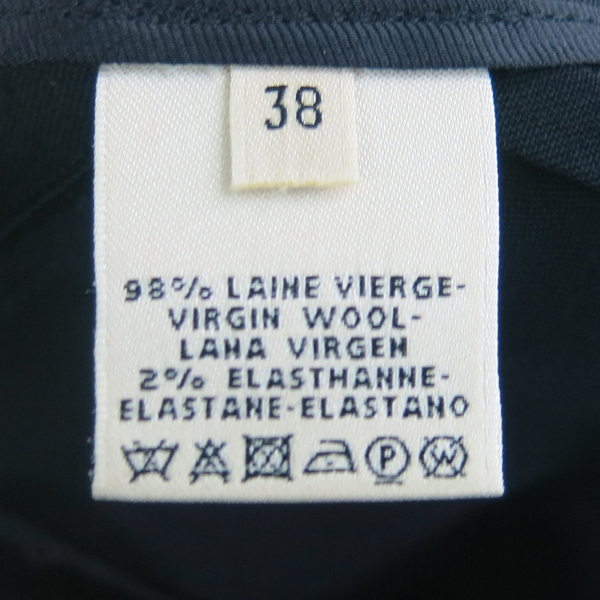 38
98% LAINE VIERGE-
VIRGIN WOOL-
LANA VIRGEN
2% ELASTHANNE-
ELASTANE-ELASTANO
P W